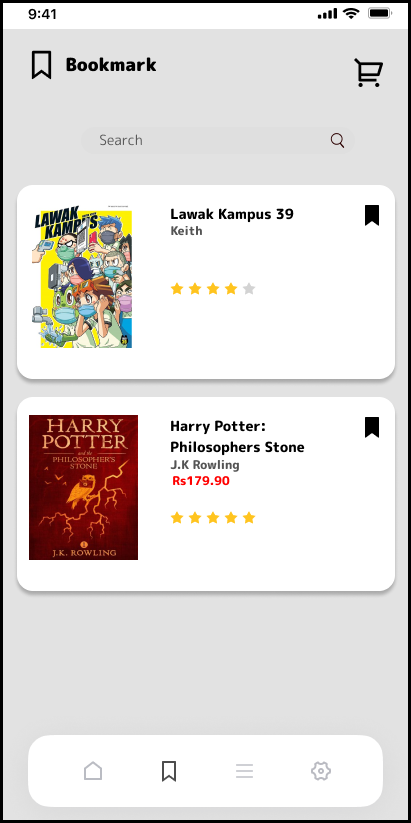 9:41
Bookmark
Search
LAWAK
KAMPUS
Lawak Kampus 39
Keith
HARRY
POTTER
and the
PHILOSOPHER'S
STONE
J.K. ROWLING
Harry Potter:
Philosophers Stone
J.K Rowling
Rs179.90